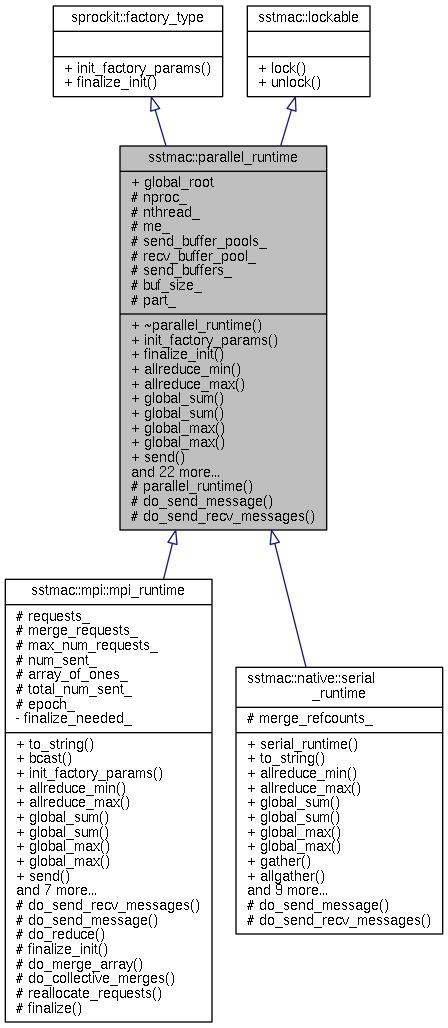 sprockit::factory_type
+ init_factory_params()
+ finalize_init()
sstmac::lockable
+ lock()
+ unlock()
sstmac::parallel_runtime
+ global_root
# nproc_
# nthread_
# me_
# send_buffer_pools_
# recv_buffer_pool_
# send_buffers_
# buf_size_
# part_
+ ~parallel_runtime()
+ init_factory_params()
+ finalize_init()
+ allreduce_min()
+ allreduce_max()
+ global_sum()
+ global_sum()
+ global_max()
+ global_max()
+ send()
and 22 more...
# parallel_runtime()
# do_send_message()
# do_send_recv_messages()
sstmac::mpi::mpi_runtime
# requests_
# merge_requests_
# max_num_requests_
# num_sent_
# array_of_ones_
# total_num_sent_
# epoch_
- finalize_needed_
+ to_string()
+ bcast()
+ init_factory_params()
+ allreduce_min()
+ allreduce_max()
+ global_sum()
+ global_sum()
+ global_max()
+ global_max()
+ send()
and 7 more...
# do_send_recv_messages()
# do_send_message()
# do_reduce()
# finalize_init()
# do_merge_array()
# do_collective_merges()
# reallocate_requests()
# finalize()
sstmac::native::serial
_runtime
# merge_refcounts_
+ serial_runtime()
+ to_string()
+ allreduce_min()
+ allreduce_max()
+ global_sum()
+ global_sum()
+ global_max()
+ global_max()
+ gather()
+ allgather()
and 9 more...
# do_send_message()
# do_send_recv_messages()